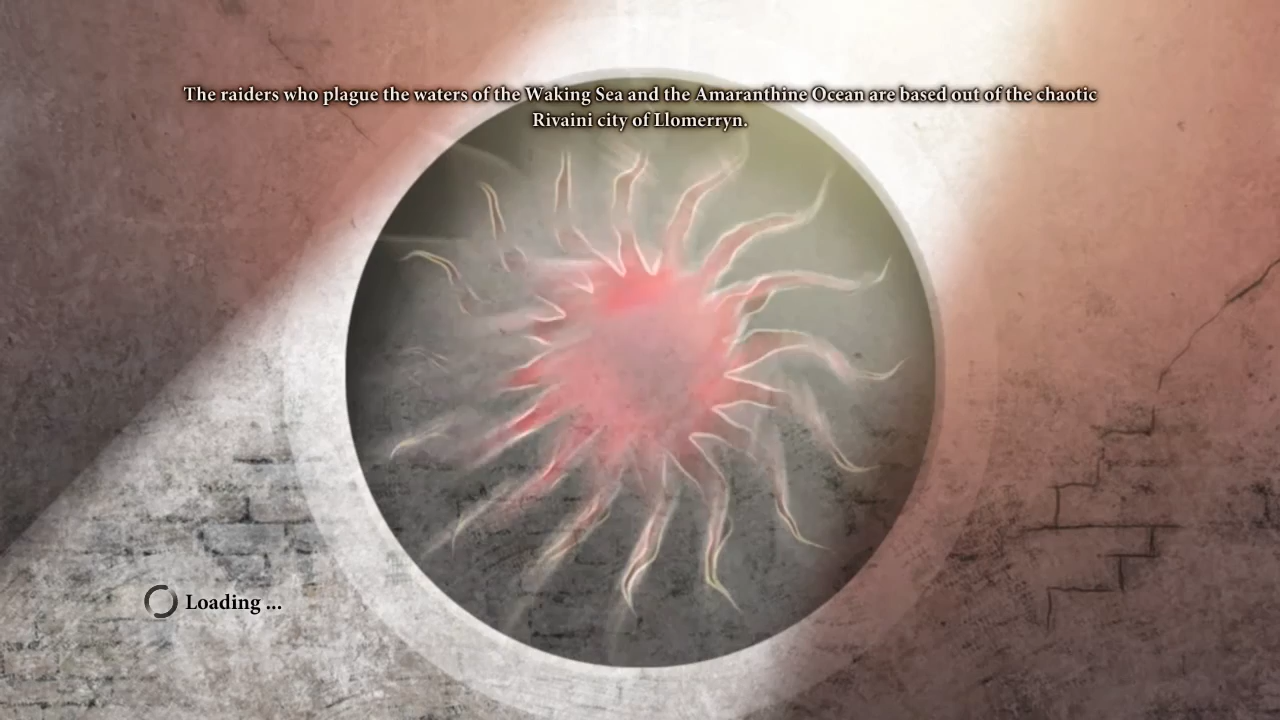 The raiders who plague the waters of the Waking Sea and the Amaranthine Ocean are based out of the chaotic
Rivaini city of Llomerryn.
Loading ...